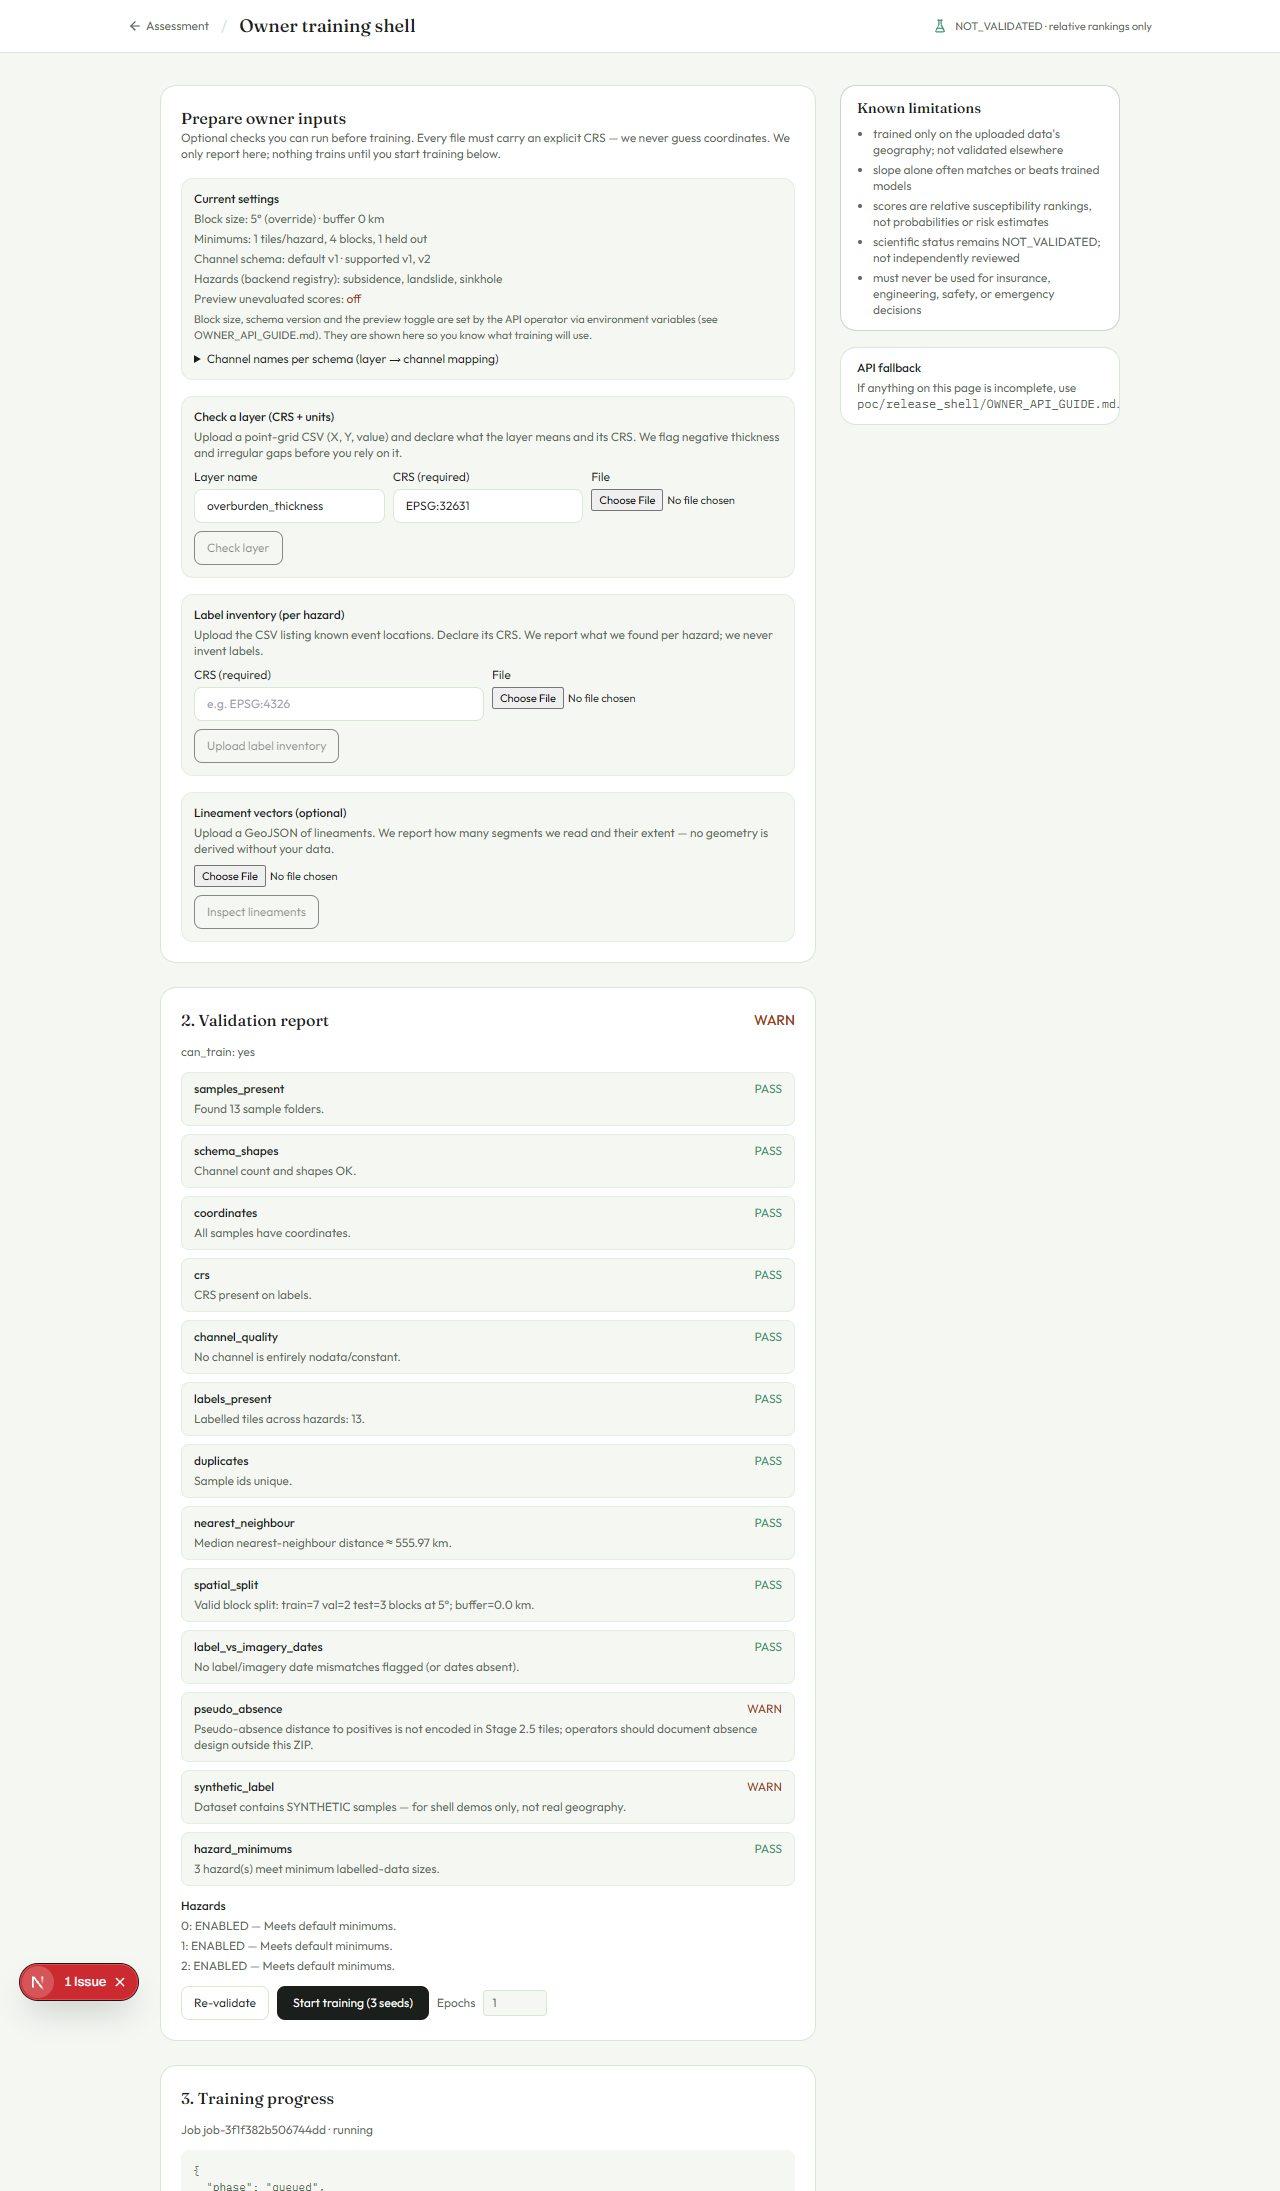 Assessment / Owner training shell
NOT_VALIDATED · relative rankings only
Prepare owner inputs
Optional checks you can run before training. Every file must carry an explicit CRS — we never guess coordinates. We
only report here; nothing trains until you start training below.
Current settings
Block size: 5° (override) · buffer 0 km
Minimums: 1 tiles/hazard, 4 blocks, 1 held out
Channel schema: default v1 · supported v1, v2
Hazards (backend registry): subsidence, landslide, sinkhole
Preview unevaluated scores: off
Block size, schema version and the preview toggle are set by the API operator via environment variables (see
OWNER_API_GUIDE.md). They are shown here so you know what training will use.
Channel names per schema (layer → channel mapping)
Check a layer (CRS + units)
Upload a point-grid CSV (X, Y, value) and declare what the layer means and its CRS. We flag negative thickness
and irregular gaps before you rely on it.
Layer name CRS (required) File
overburden_thickness EPSG:32631 Choose File No file chosen
Check layer
Label inventory (per hazard)
Upload the CSV listing known event locations. Declare its CRS. We report what we found per hazard; we never
invent labels.
CRS (required) File
e.g. EPSG:4326 Choose File No file chosen
Upload label inventory
Lineament vectors (optional)
Upload a GeoJSON of lineaments. We report how many segments we read and their extent — no geometry is
derived without your data.
Choose File No file chosen
Inspect lineaments
Known limitations
trained only on the uploaded data's
geography; not validated elsewhere
slope alone often matches or beats trained
models
scores are relative susceptibility rankings,
not probabilities or risk estimates
scientific status remains NOT_VALIDATED;
not independently reviewed
must never be used for insurance,
engineering, safety, or emergency
decisions
API fallback
If anything on this page is incomplete, use
poc/release_shell/OWNER_API_GUIDE.md.
2. Validation report WARN
can_train: yes
samples_present PASS
Found 13 sample folders.
schema_shapes PASS
Channel count and shapes OK.
coordinates PASS
All samples have coordinates.
crs PASS
CRS present on labels.
channel_quality PASS
No channel is entirely nodata/constant.
labels_present PASS
Labelled tiles across hazards: 13.
duplicates PASS
Sample ids unique.
nearest_neighbour PASS
Median nearest-neighbour distance ≈ 555.97 km.
spatial_split PASS
Valid block split: train=7 val=2 test=3 blocks at 5°; buffer=0.0 km.
label_vs_imagery_dates PASS
No label/imagery date mismatches flagged (or dates absent).
pseudo_absence WARN
Pseudo-absence distance to positives is not encoded in Stage 2.5 tiles; operators should document absence
design outside this ZIP.
synthetic_label WARN
Dataset contains SYNTHETIC samples — for shell demos only, not real geography.
hazard_minimums PASS
3 hazard(s) meet minimum labelled-data sizes.
Hazards
0: ENABLED — Meets default minimums.
1: ENABLED — Meets default minimums.
2: ENABLED — Meets default minimums.
N 1 Issue
Re-validate Start training (3 seeds) Epochs 1
3. Training progress
Job job-3f1f382b506744dd · running
{
"phase": "queued",